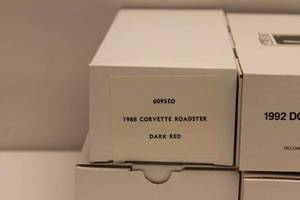 6095EO
1988 CORVETTE ROADSTER
DARK RED
1992 DO